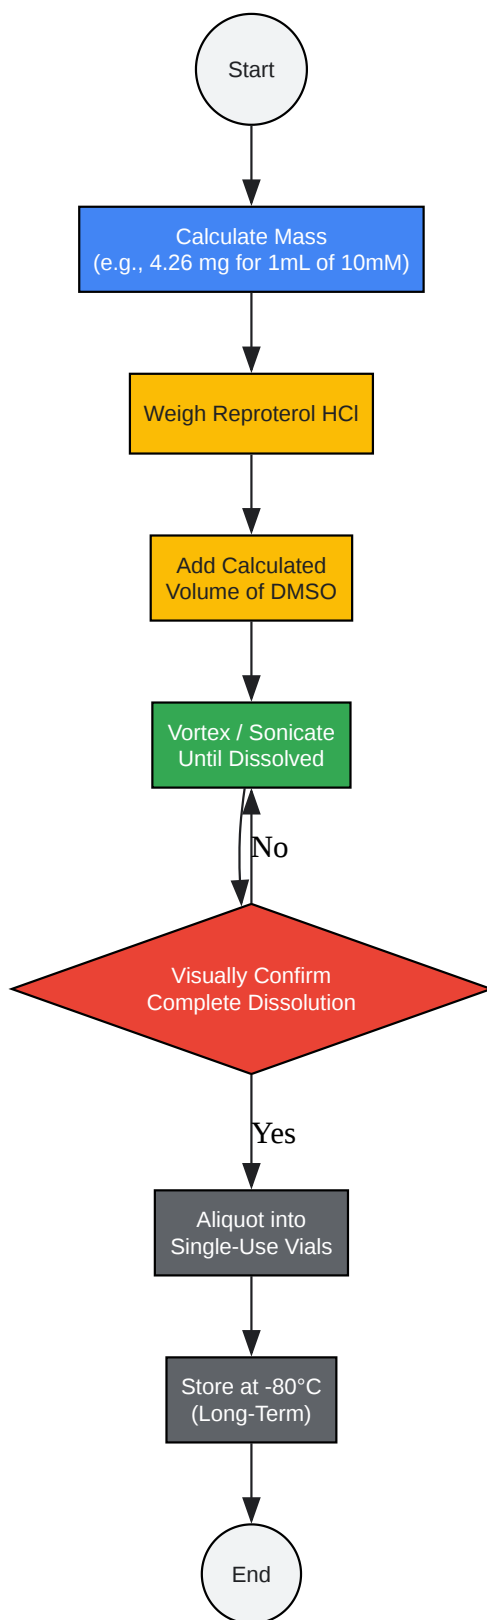 Start
Calculate Mass
(e.g., 4.26 mg for 1mL of 10mM)
Weigh Reproterol HCl
Add Calculated
Volume of DMSO
Vortex / Sonicate
Until Dissolved
No
Visually Confirm
Complete Dissolution
Yes
Aliquot into
Single-Use Vials
Store at -80°C
(Long-Term)
End